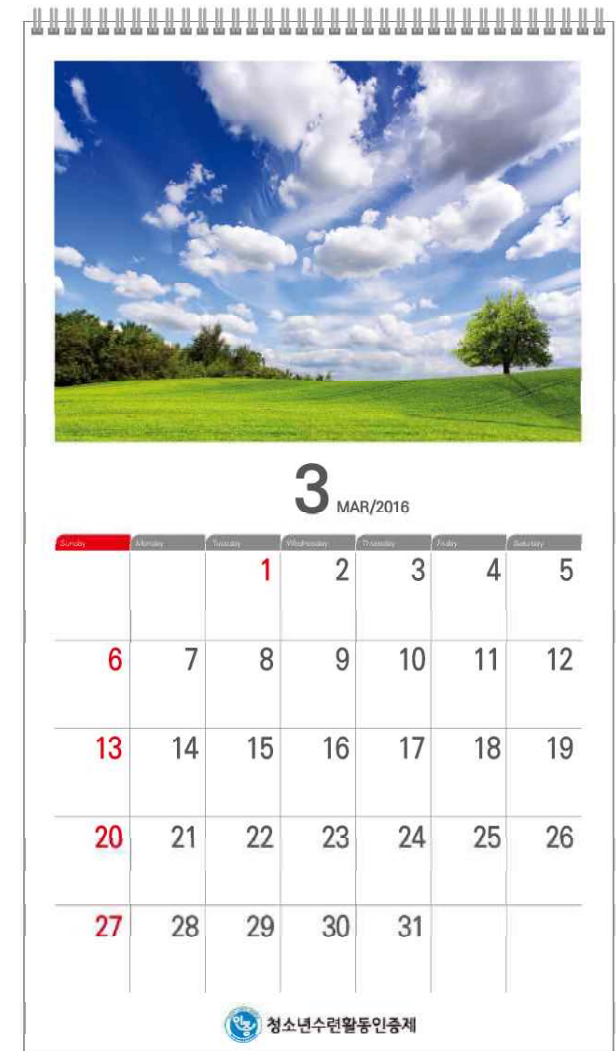 3 MAR/2016
Sunday Monday Tuesday Wednesday Thursday Friday Saturday
1 2 3 4 5
6 7 8 9 10 11 12
13 14 15 16 17 18 19
20 21 22 23 24 25 26
27 28 29 30 31
인증 청소년수련활동인증제